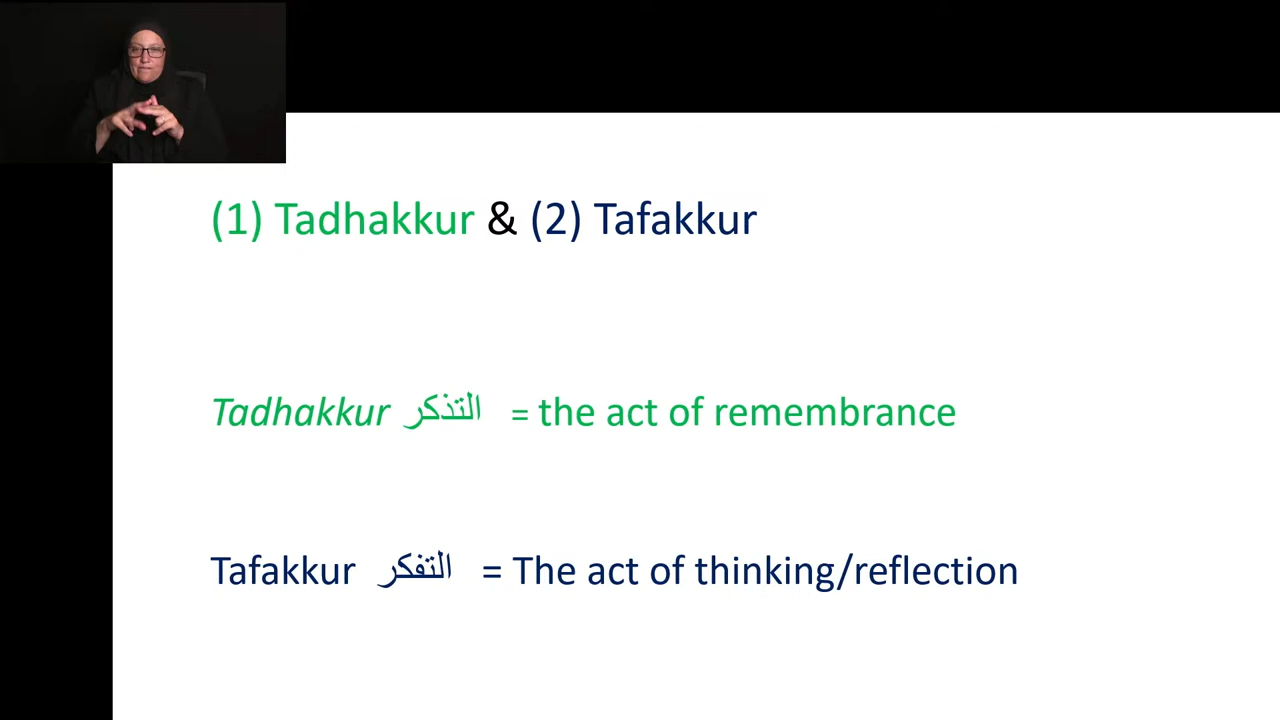 (1) Tadhakkur & (2) Tafakkur
Tadhakkur التذكر = the act of remembrance
Tafakkur التفكر = The act of thinking/reflection